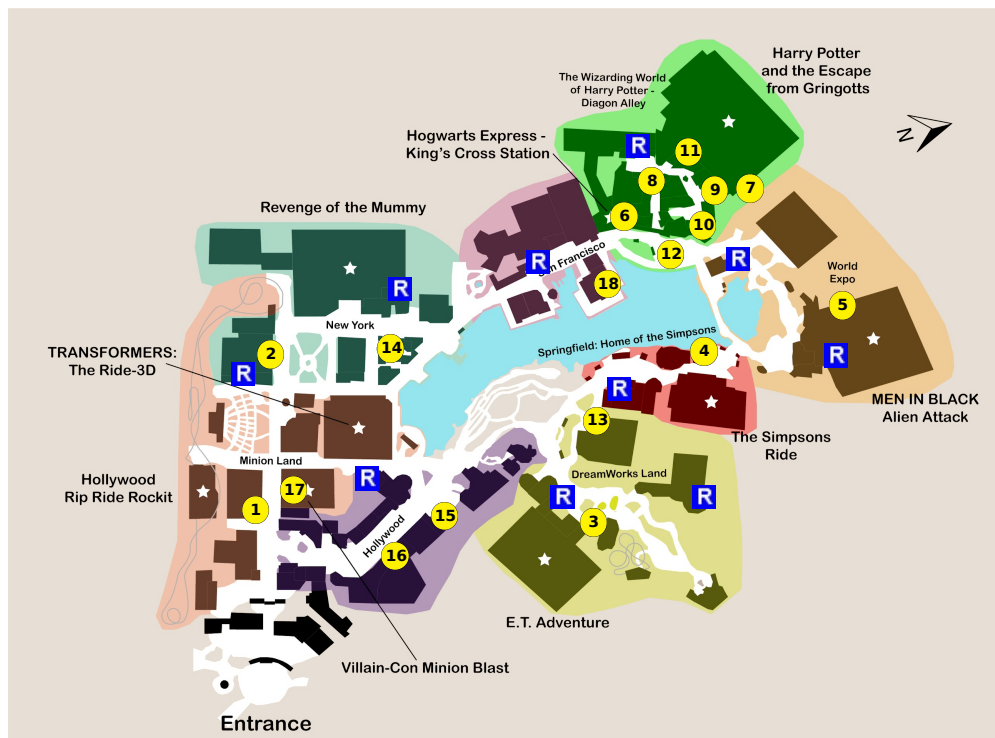 Harry Potter
and the Escape
from Gringotts
The Wizarding World
of Harry Potter -
Diagon Alley
Hogwarts Express -
King's Cross Station
N
R
11
8
9
7
6
10
12
Revenge of the Mummy
San Francisco
R
R
18
World
Expo
5
R
R
New York
14
2
R
TRANSFORMERS:
The Ride-3D
Springfield: Home of the Simpsons
4
R
MEN IN BLACK
Alien Attack
The Simpsons
Ride
13
Minion Land
Hollywood
Rip Ride Rockit
17
1
R
DreamWorks Land
R
R
3
15
Hollywood
16
E.T. Adventure
Villain-Con Minion Blast
Entrance